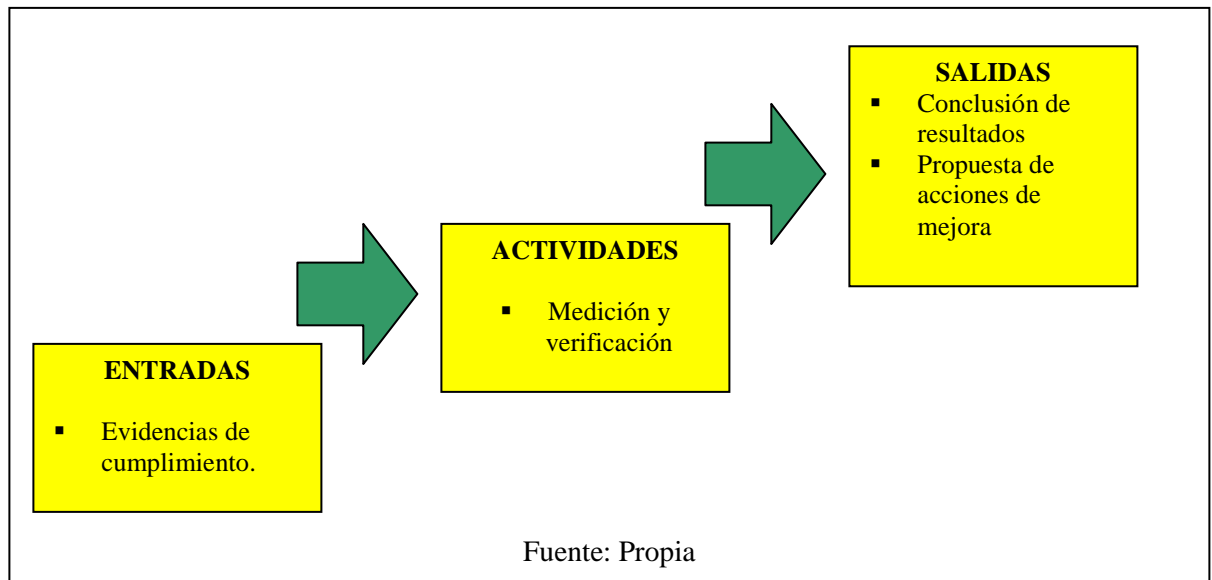 ENTRADAS
▪ Evidencias de
cumplimiento.
ACTIVIDADES
▪ Medición y
verificación
SALIDAS
▪ Conclusión de
resultados
▪ Propuesta de
acciones de
mejora
Fuente: Propia